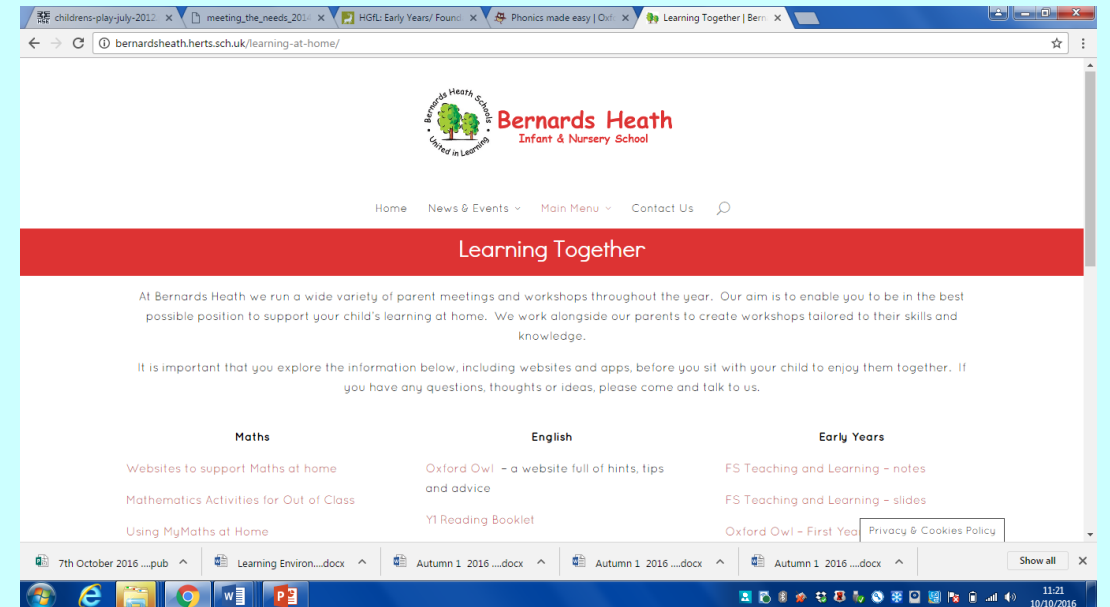 childrens-play-july-2012
meeting_the_needs_2014
HGfL: Early Years/ Found
Phonics made easy | Oxf
Learning Together | Bern
bernardsheath.herts.sch.uk/learning-at-home/
Bernards Heath Schools
United in Learning
Bernards Heath
Infant & Nursery School
Home News & Events Main Menu Contact Us
Learning Together
At Bernards Heath we run a wide variety of parent meetings and workshops throughout the year. Our aim is to enable you to be in the best
possible position to support your child's learning at home. We work alongside our parents to create workshops tailored to their skills and
knowledge.
It is important that you explore the information below, including websites and apps, before you sit with your child to enjoy them together. If
you have any questions, thoughts or ideas, please come and talk to us.
Maths
Websites to support Maths at home
Mathematics Activities for Out of Class
Using MyMaths at Home
English
Oxford Owl – a website full of hints, tips
and advice
Y1 Reading Booklet
Early Years
FS Teaching and Learning – notes
FS Teaching and Learning – slides
Oxford Owl – First Yea
Privacy & Cookies Policy
7th October 2016 ....pub
Learning Environ....docx
Autumn 1 2016 ....docx
Autumn 1 2016 ....docx
Autumn 1 2016 ....docx
Show all
11:21
10/10/2016